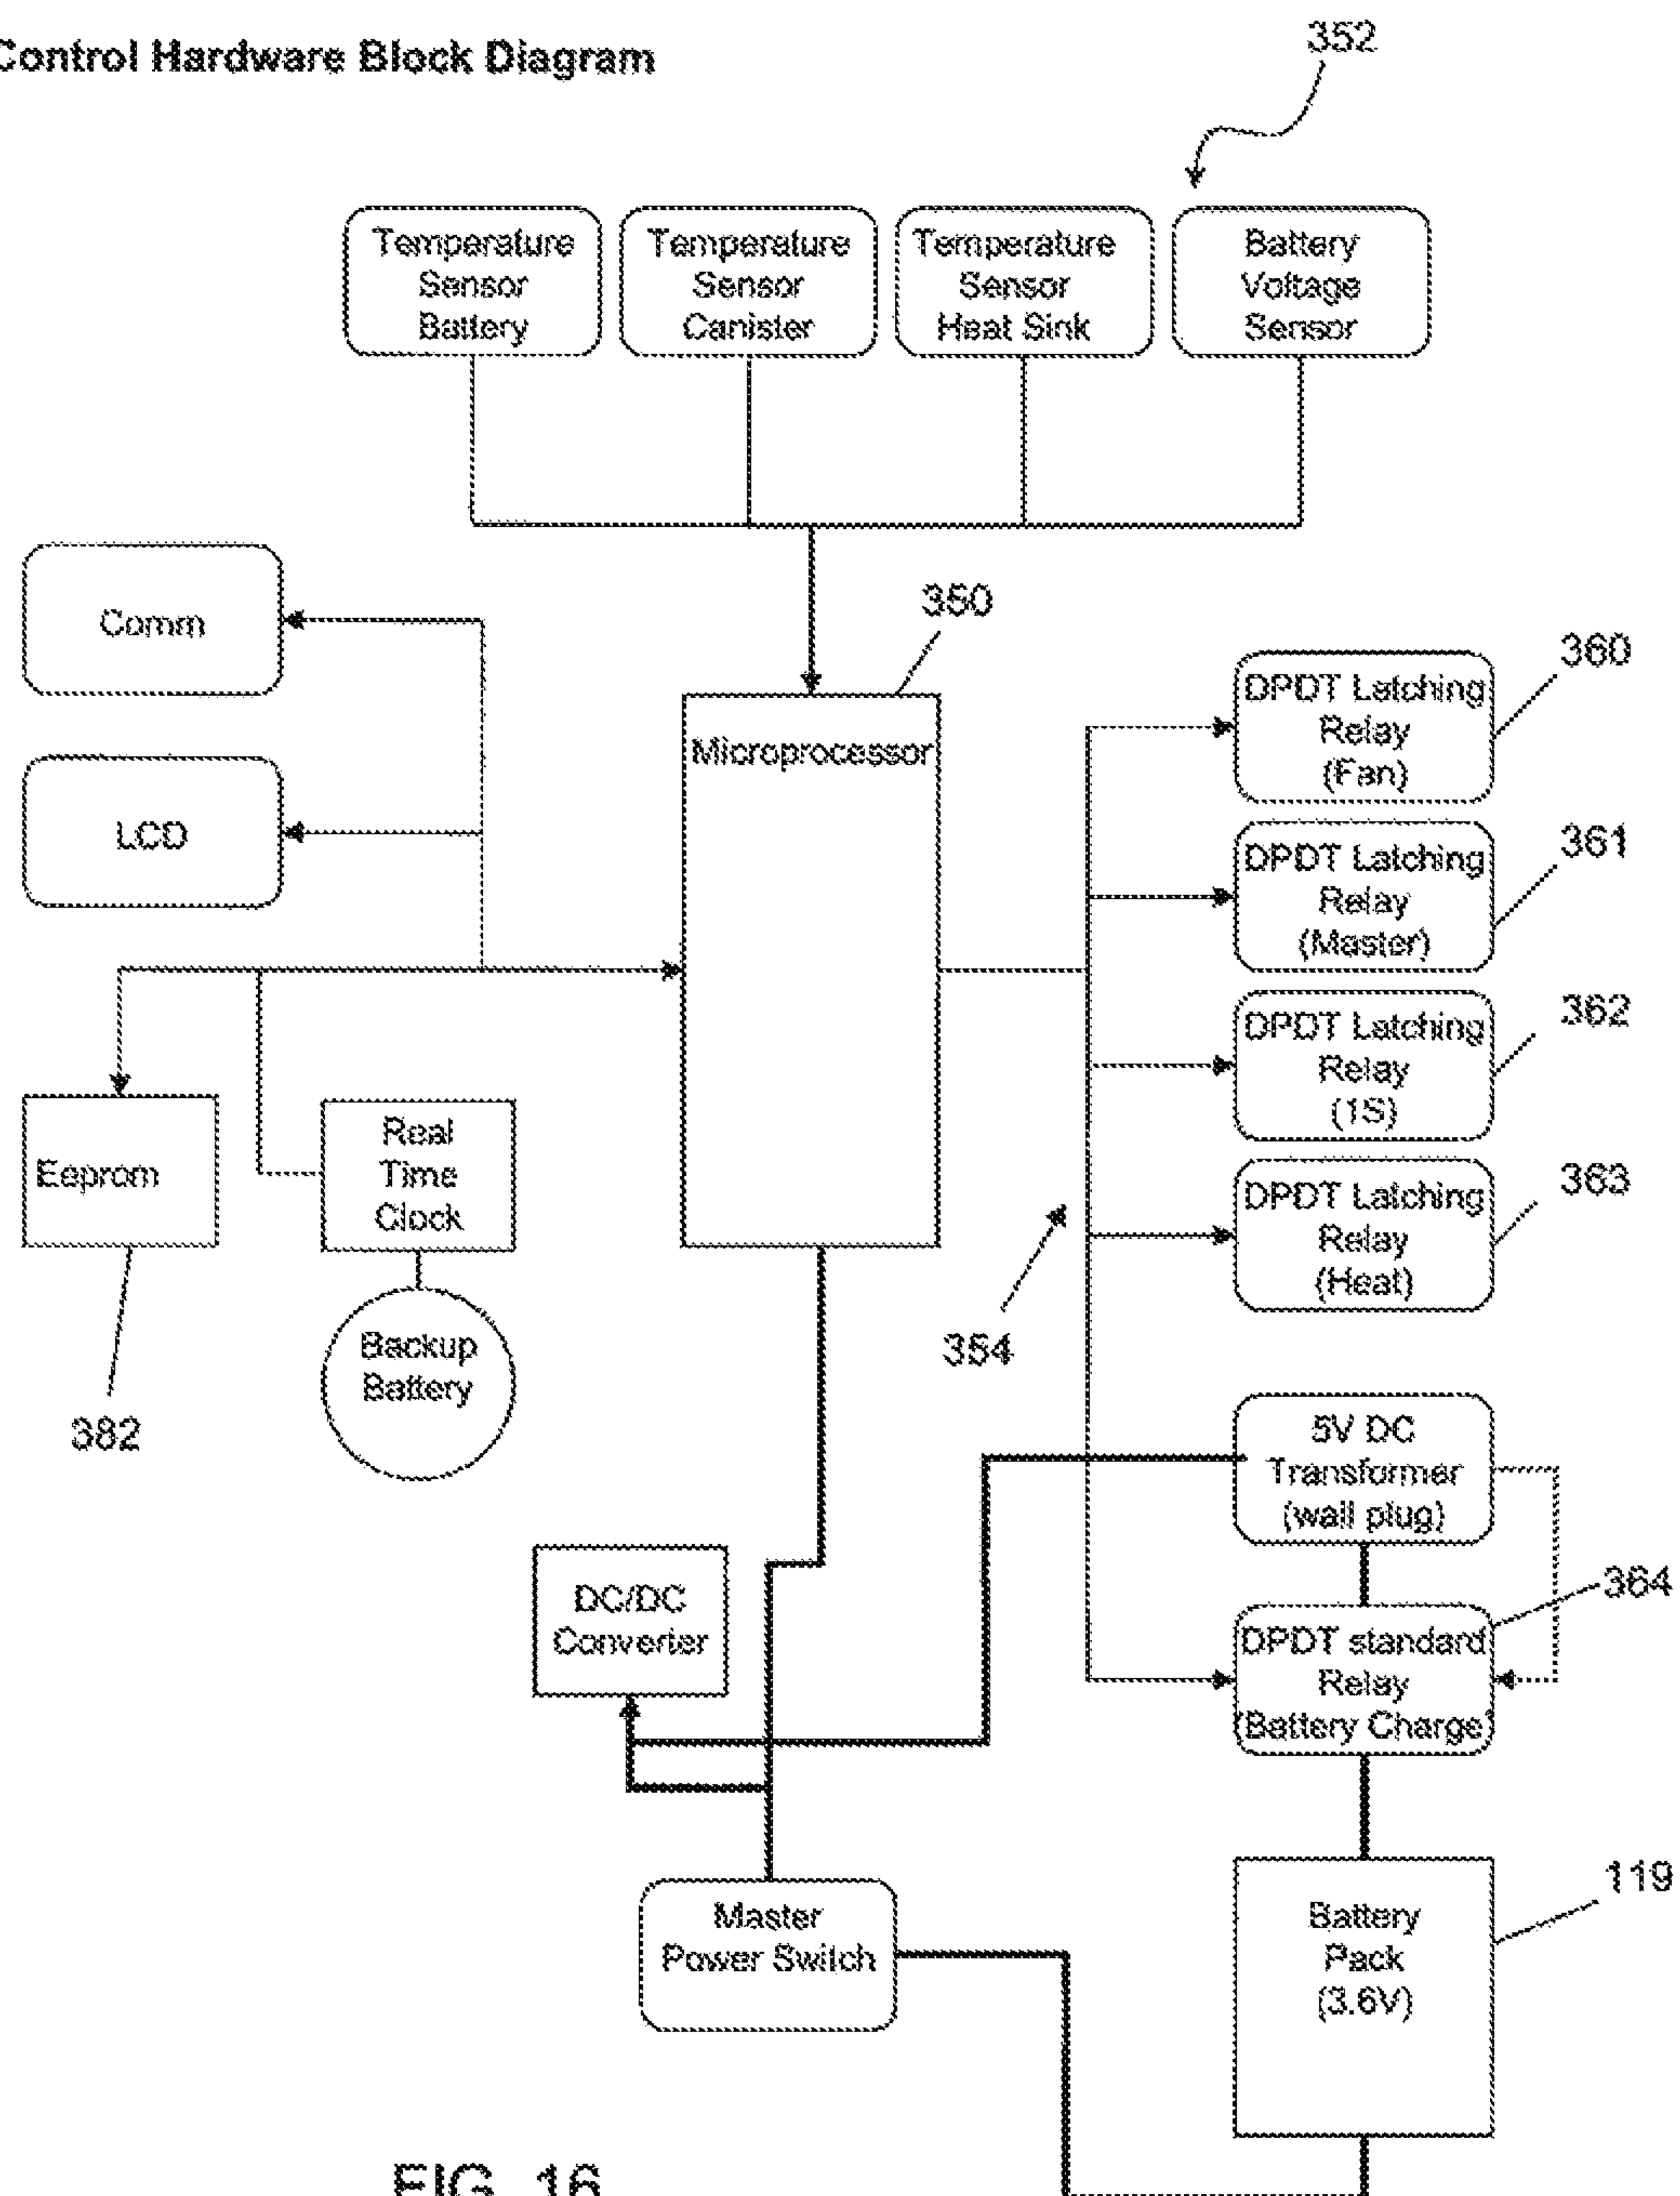 Control Hardware Block Diagram
352
Temperature
Sensor
Battery
Temperature
Sensor
Canister
Temperature
Sensor
Heat Sink
Battery
Voltage
Sensor
Comm
LCD
350
Microprocessor
DPDT Latching
Relay
(Fan)
360
DPDT Latching
Relay
(Master)
361
DPDT Latching
Relay
(1S)
362
DPDT Latching
Relay
(Heat)
363
354
Eeprom
382
Real
Time
Clock
Backup
Battery
5V DC
Transformer
(wall plug)
DC/DC
Converter
DPDT standard
Relay
(Battery Charge)
364
Master
Power Switch
Battery
Pack
(3.6V)
119
FIG. 16